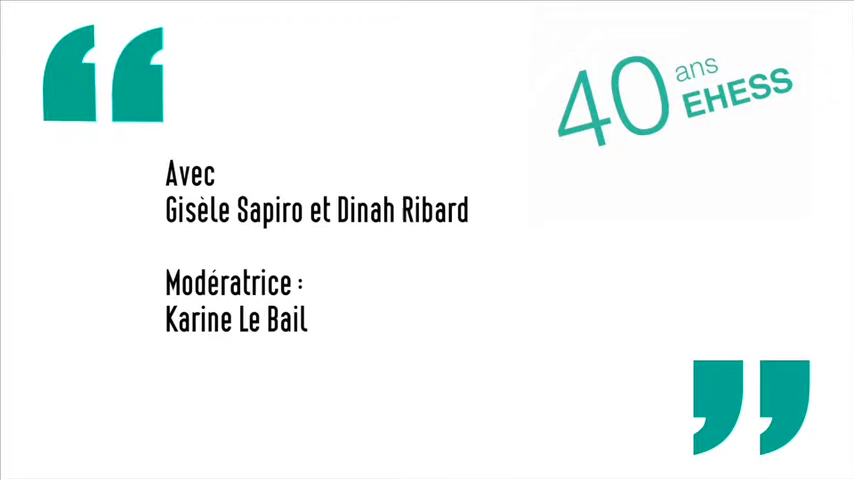 40 ans
EHESS
Avec
Gisèle Sapiro et Dinah Ribard
Modératrice :
Karine Le Bail